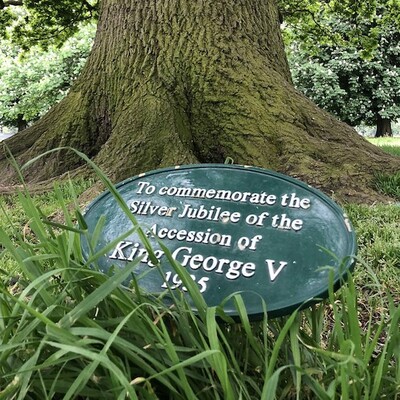 To commemorate the
Silver Jubilee of the
Accession of
King George V
1935